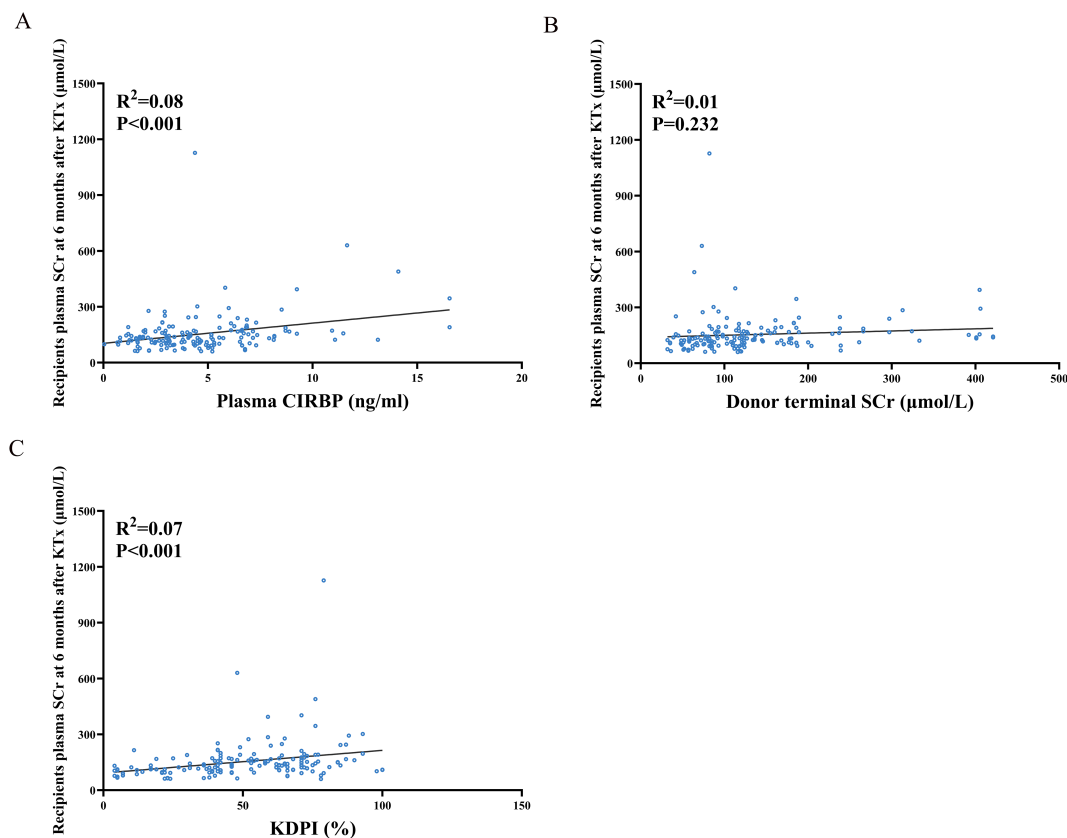 A
Recipients plasma SCr at 6 months after KTx (μmol/L)
1500
1200
900
600
300
0
R²=0.08
P<0.001
0 5 10 15 20
Plasma CIRBP (ng/ml)
B
Recipients plasma SCr at 6 months after KTx (μmol/L)
1500
1200
900
600
300
0
R²=0.01
P=0.232
0 100 200 300 400 500
Donor terminal SCr (μmol/L)
C
Recipients plasma SCr at 6 months after KTx (μmol/L)
1500
1200
900
600
300
0
R²=0.07
P<0.001
0 50 100 150
KDPI (%)